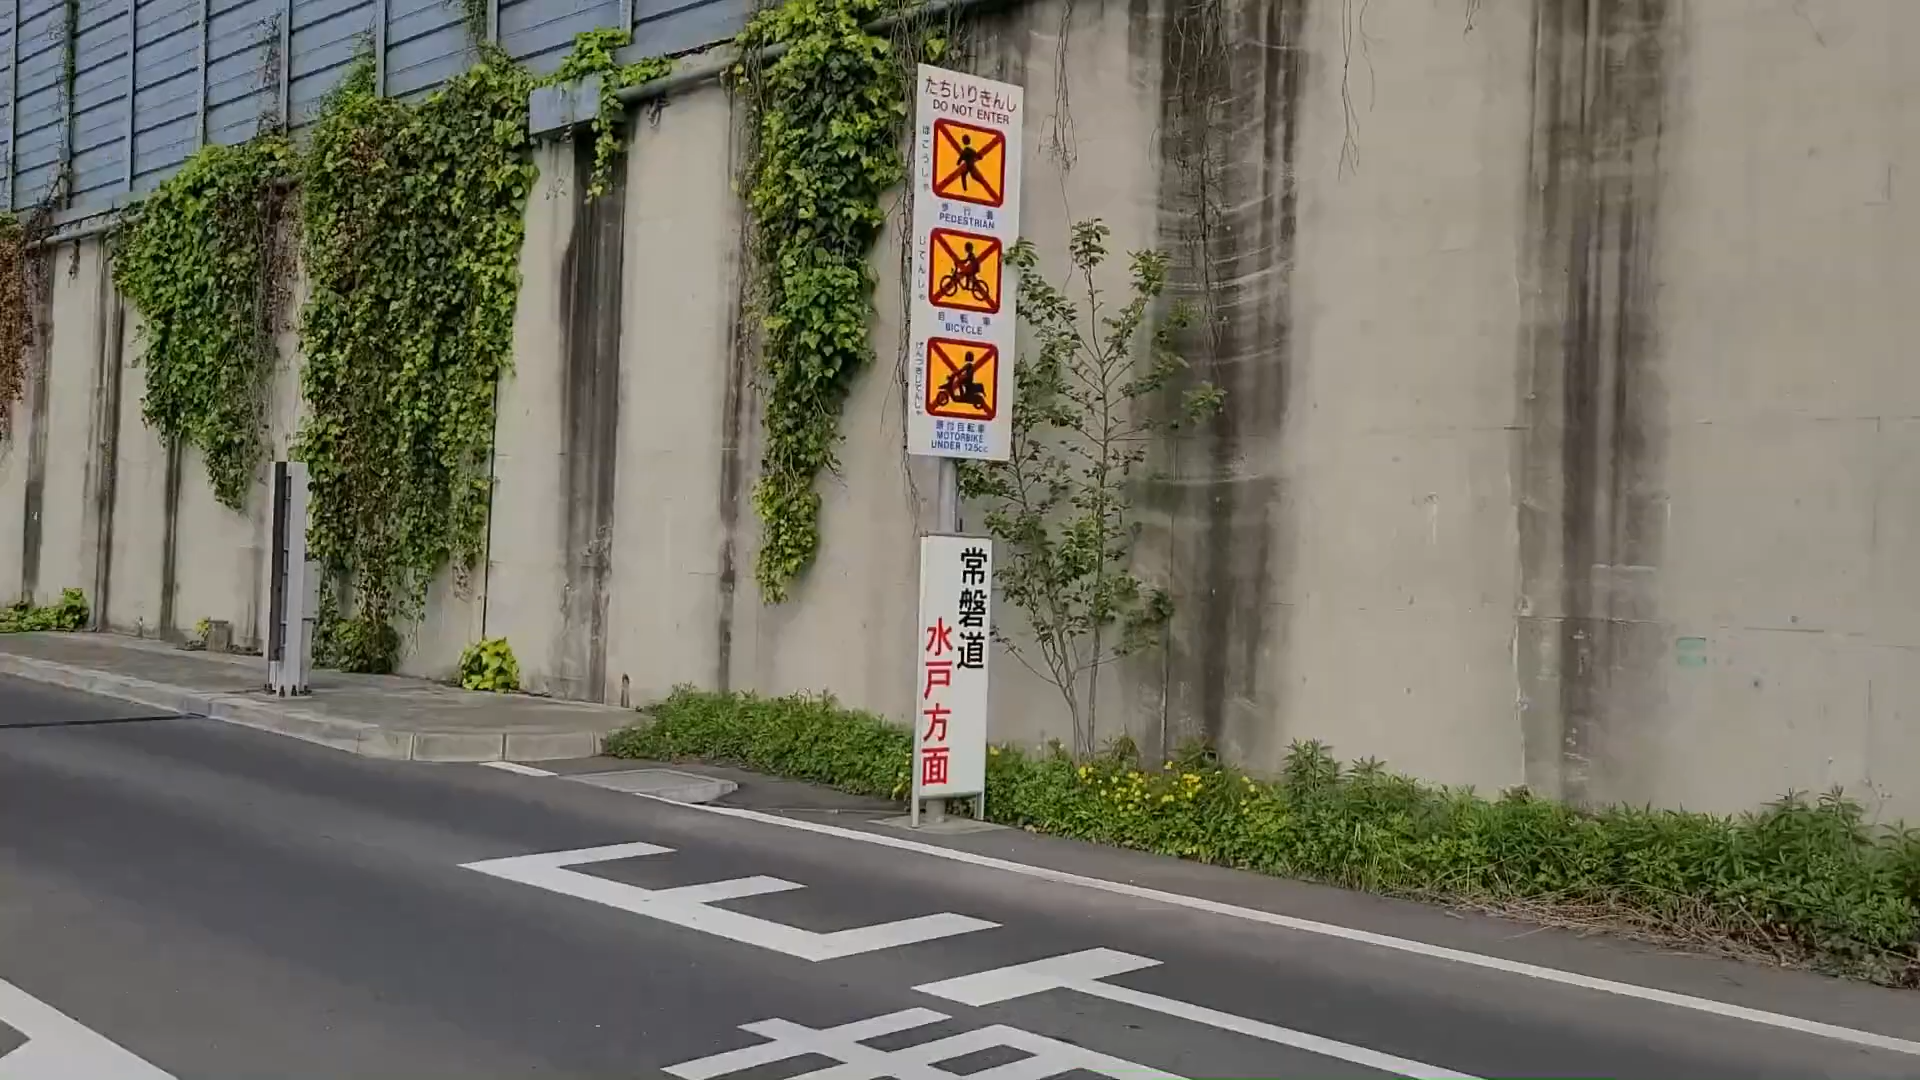 たちいりきんし
DO NOT ENTER
ほこうしゃ
歩行者
PEDESTRIAN
じてんしゃ
自転車
BICYCLE
げんつきじてんしゃ
原付自転車
MOTORBIKE
UNDER 125cc
常磐道
水戸方面
E
T